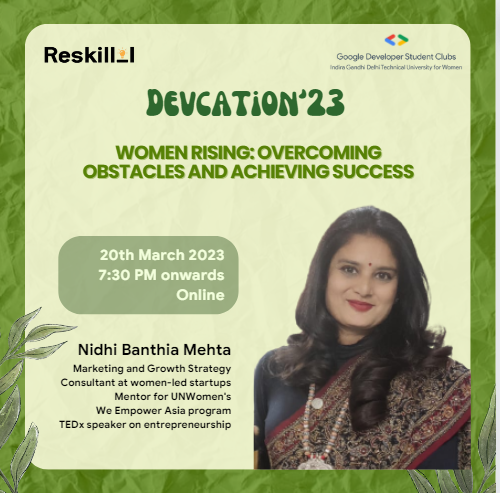 Reskill_I
Google Developer Student Clubs
Indira Gandhi Delhi Technical University for Women
DEVCATION'23
WOMEN RISING: OVERCOMING
OBSTACLES AND ACHIEVING SUCCESS
20th March 2023
7:30 PM onwards
Online
Nidhi Banthia Mehta
Marketing and Growth Strategy
Consultant at women-led startups
Mentor for UNWomen's
We Empower Asia program
TEDx speaker on entrepreneurship